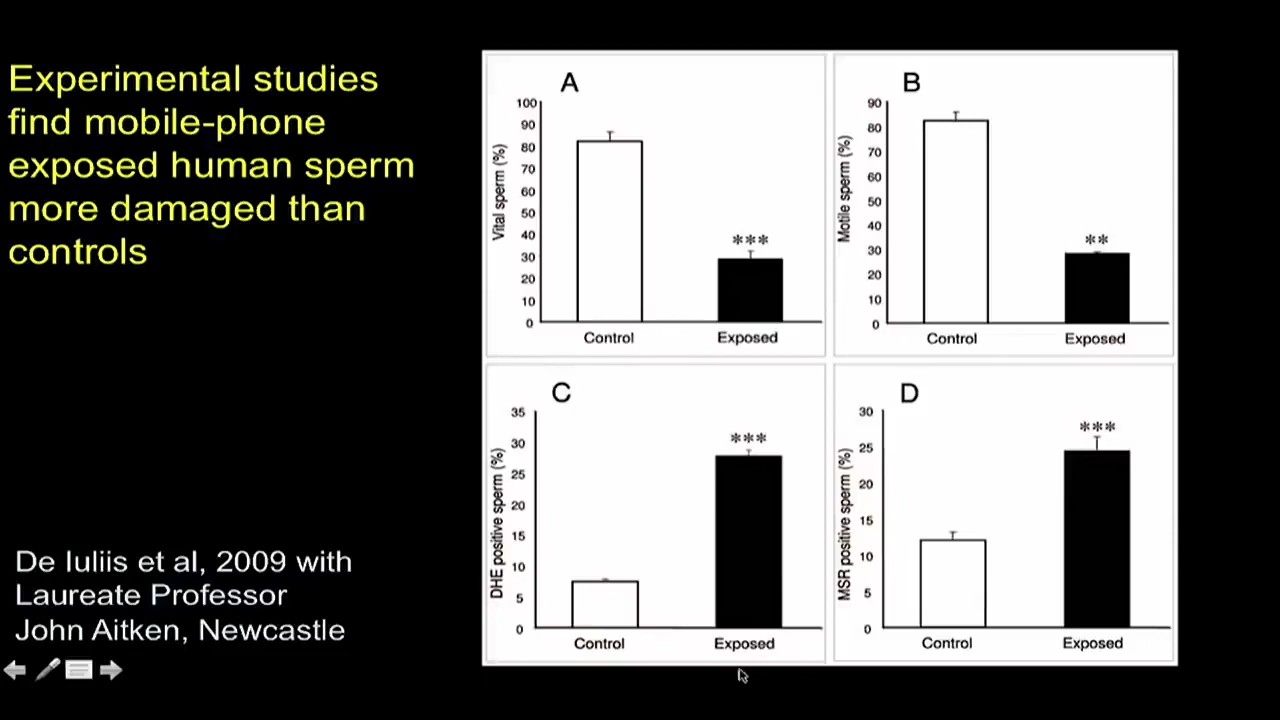 Experimental studies
find mobile-phone
exposed human sperm
more damaged than
controls
De Iuliis et al, 2009 with
Laureate Professor
John Aitken, Newcastle
A
Vital sperm (%)
100
90
80
70
60
50
40
30
20
10
0
***
Control
Exposed
B
Motile sperm (%)
90
80
70
60
50
40
30
20
10
0
**
Control
Exposed
C
DHE positive sperm (%)
35
30
25
20
15
10
5
0
***
Control
Exposed
D
MSR positive sperm (%)
30
25
20
15
10
5
0
***
Control
Exposed